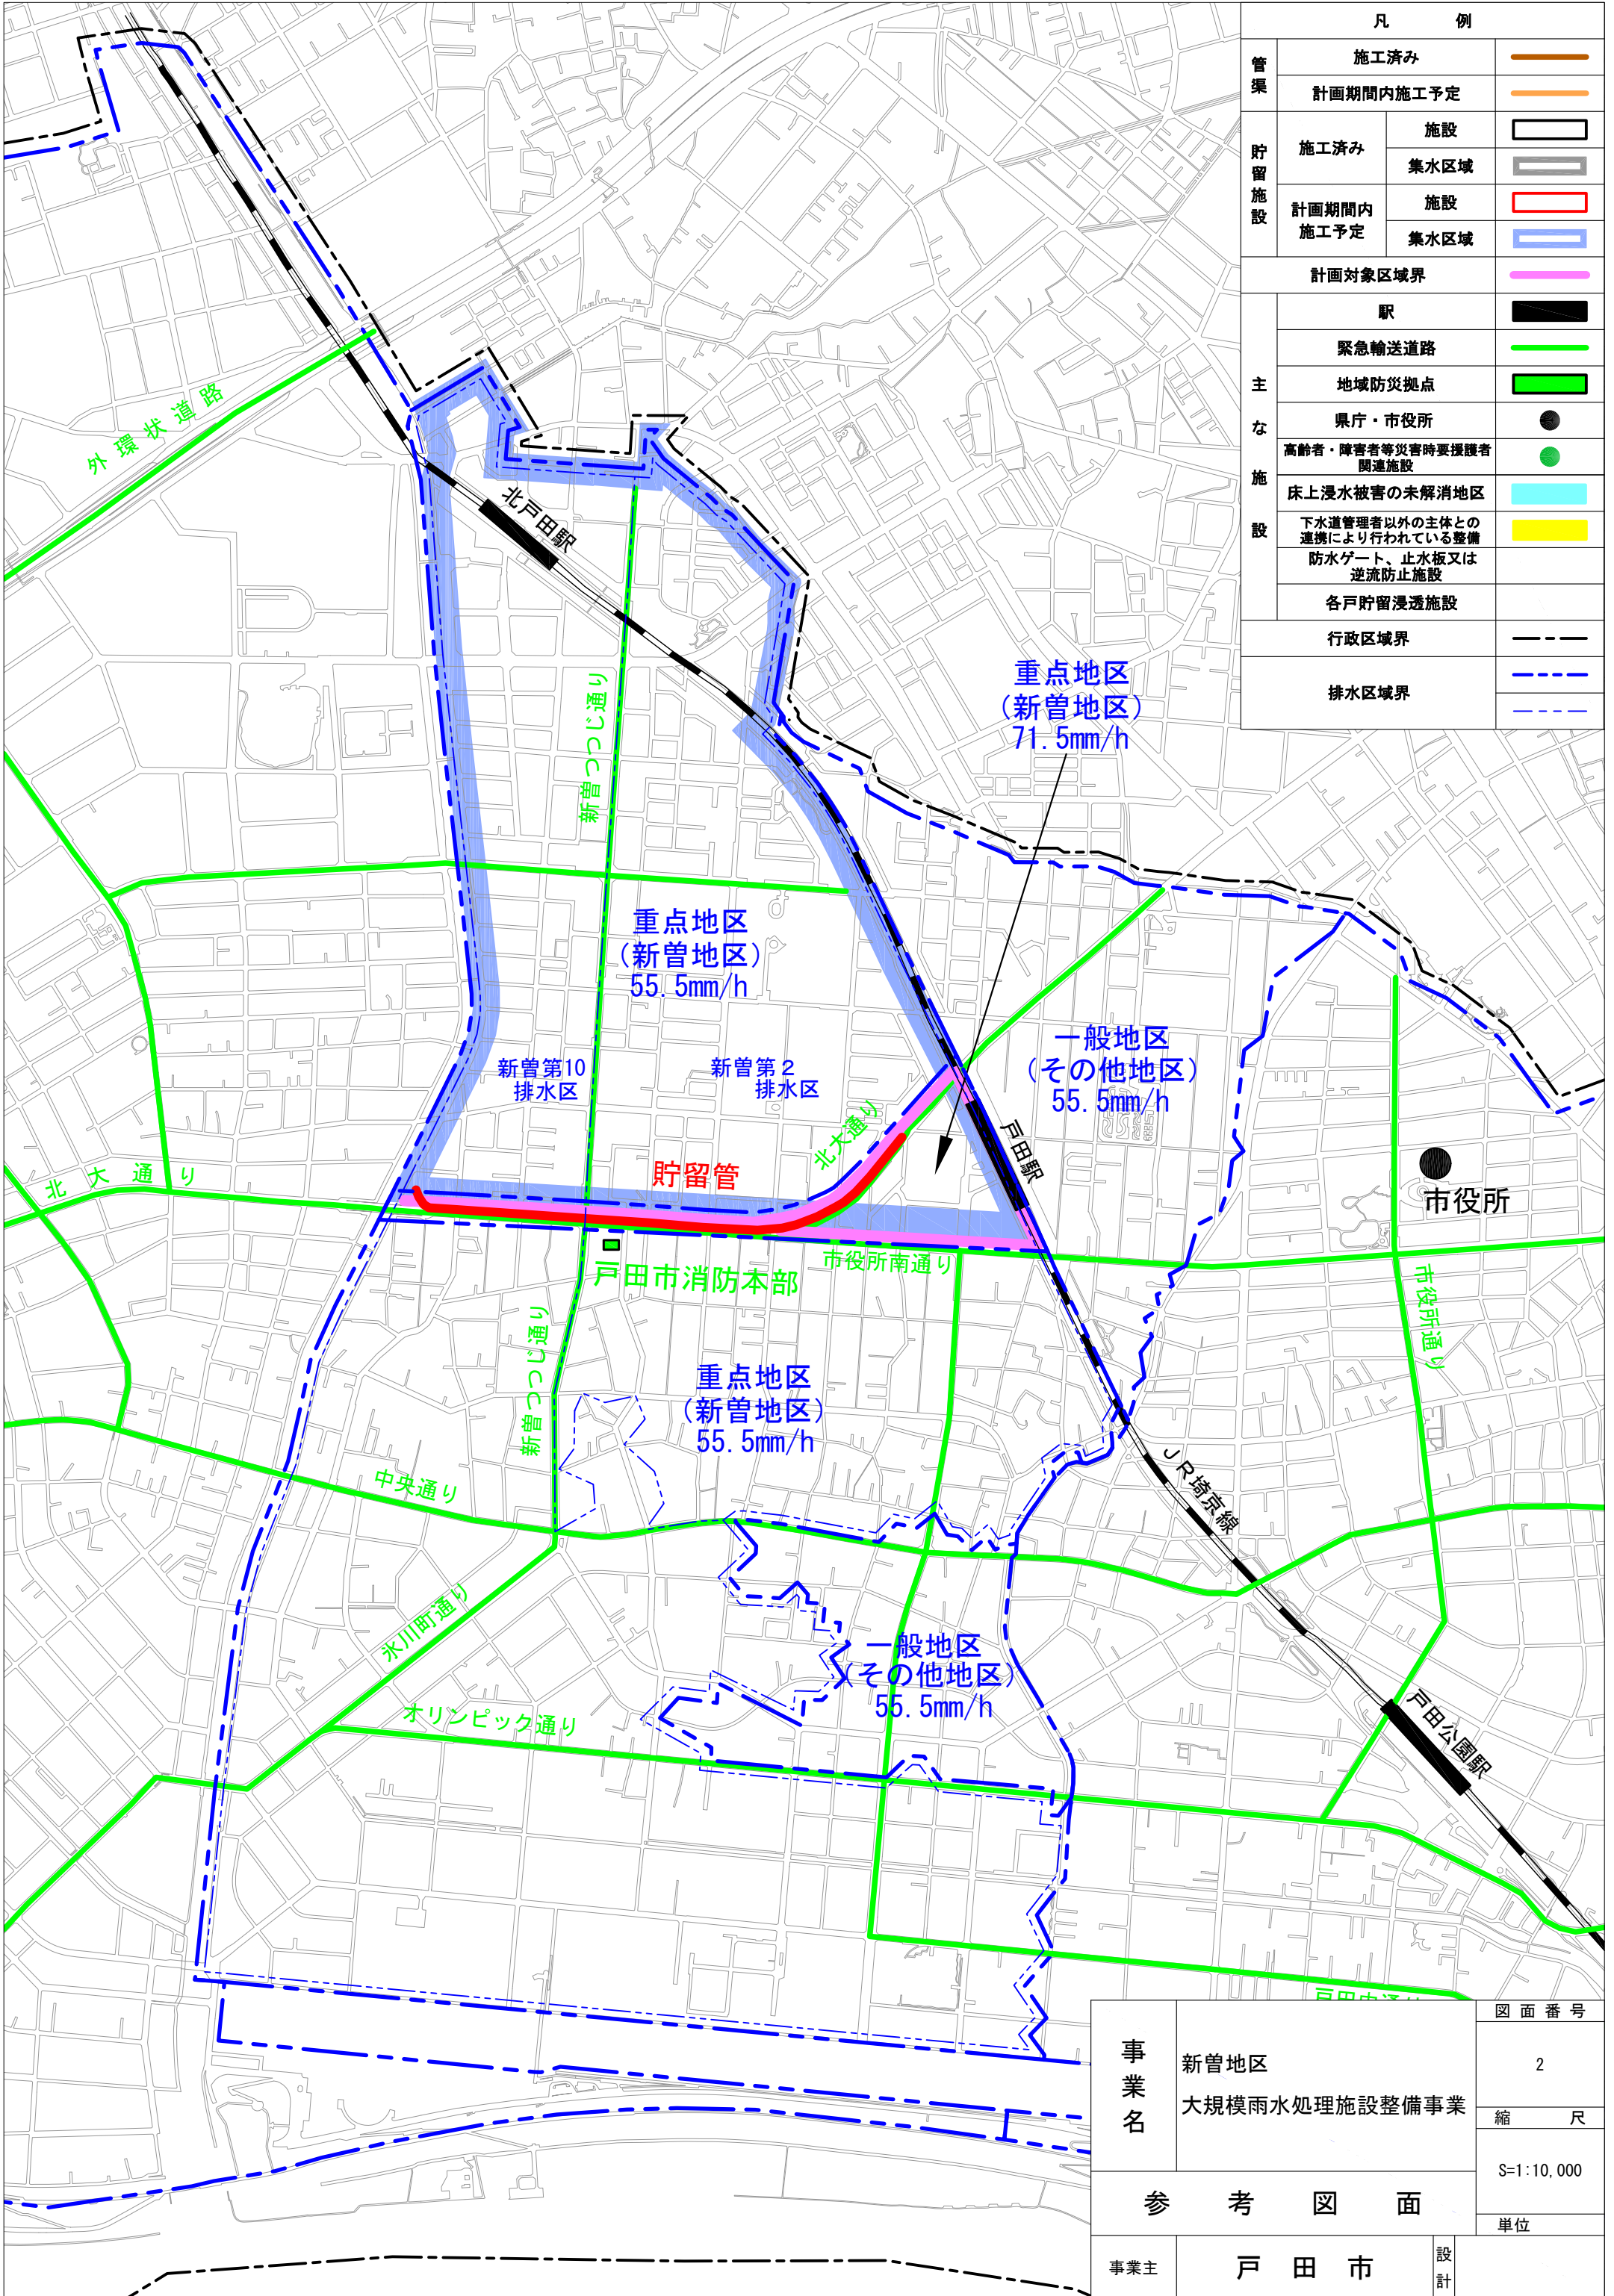 凡 例
管渠
施工済み
計画期間内施工予定
貯留施設
施工済み
施設
集水区域
計画期間内
施工予定
施設
集水区域
計画対象区域界
主な施設
駅
緊急輸送道路
地域防災拠点
県庁・市役所
高齢者・障害者等災害時要援護者
関連施設
床上浸水被害の未解消地区
下水道管理者以外の主体との
連携により行われている整備
防水ゲート、止水板又は
逆流防止施設
各戸貯留浸透施設
行政区域界
排水区域界
外環状道路
北戸田駅
新曽つつじ通り
重点地区
(新曽地区)
71.5mm/h
重点地区
(新曽地区)
55.5mm/h
新曽第10
排水区
新曽第2
排水区
一般地区
(その他地区)
55.5mm/h
北大通り
戸田駅
北大通り
貯留管
市役所
戸田市消防本部
市役所南通り
市役所通り
新曽つつじ通り
重点地区
(新曽地区)
55.5mm/h
中央通り
JR埼京線
氷川町通り
一般地区
(その他地区)
55.5mm/h
オリンピック通り
戸田公園駅
事業名
新曽地区
大規模雨水処理施設整備事業
図面番号
2
縮 尺
S=1:10,000
参 考 図 面
単位
事業主
戸 田 市
設計